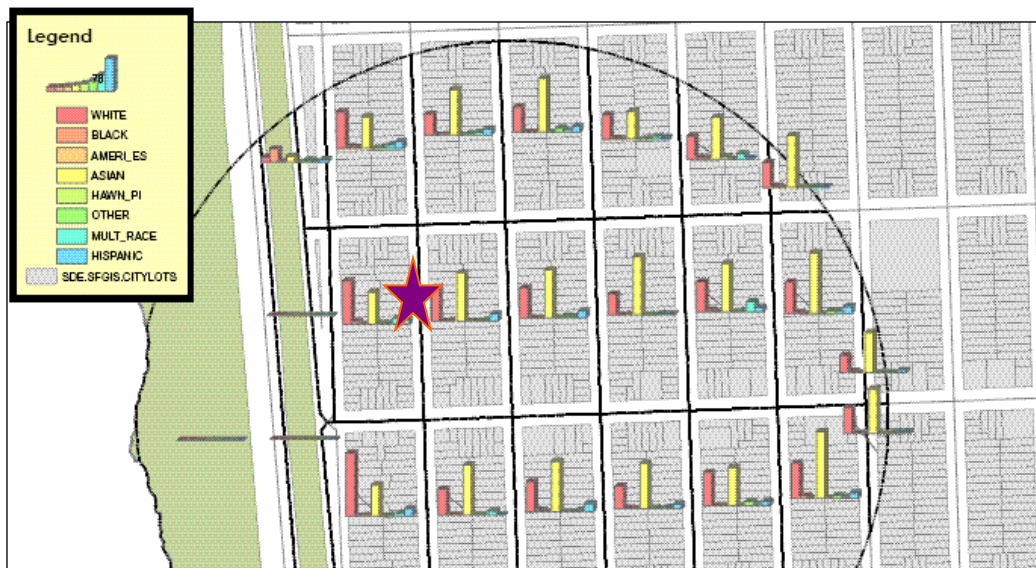 Legend
78
WHITE
BLACK
AMERI_ES
ASIAN
HAWN_PI
OTHER
MULT_RACE
HISPANIC
SDE.SFGIS.CITYLOTS